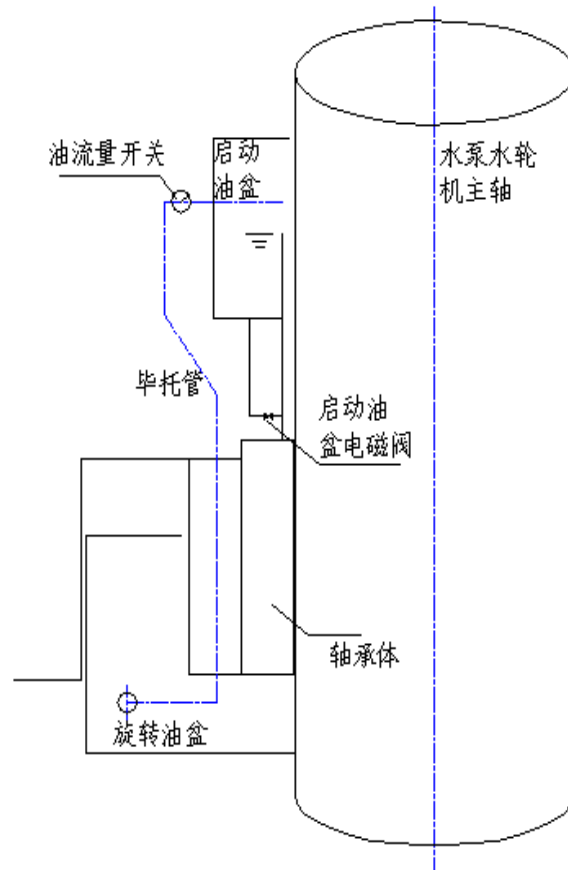 启动
油盆
油流量开关
水泵水轮
机主轴
毕托管
启动油
盆电磁阀
轴承体
旋转油盆